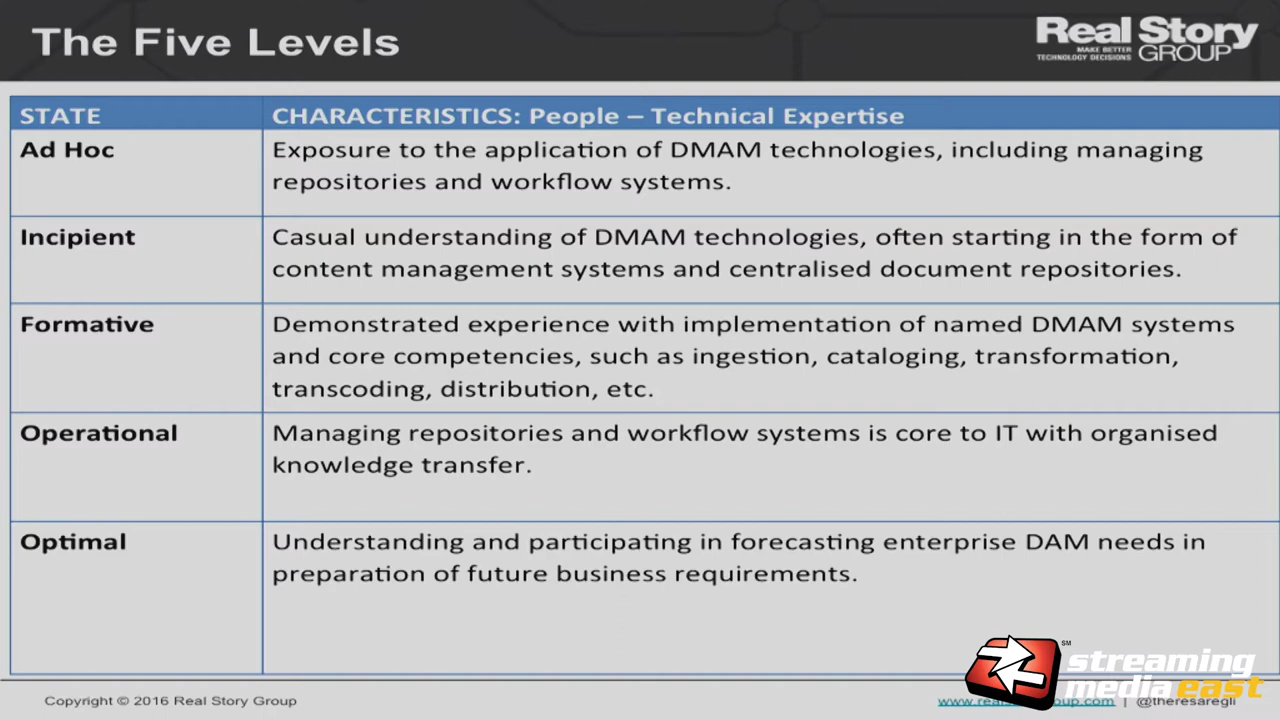 The Five Levels
Real Story
GROUP
MAKE BETTER
TECHNOLOGY DECISIONS
STATE
CHARACTERISTICS: People – Technical Expertise
Ad Hoc
Exposure to the application of DMAM technologies, including managing
repositories and workflow systems.
Incipient
Casual understanding of DMAM technologies, often starting in the form of
content management systems and centralised document repositories.
Formative
Demonstrated experience with implementation of named DMAM systems
and core competencies, such as ingestion, cataloging, transformation,
transcoding, distribution, etc.
Operational
Managing repositories and workflow systems is core to IT with organised
knowledge transfer.
Optimal
Understanding and participating in forecasting enterprise DAM needs in
preparation of future business requirements.
SM
streaming
media east
Copyright © 2016 Real Story Group
| @theresaregli